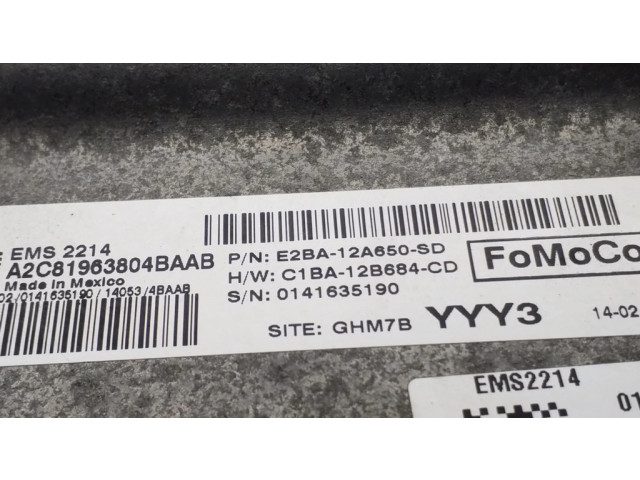 E EMS 2214
A2C81963804BAAB
Made in Mexico
02/0141635190 / 14053 /4BAAB
P/N: E2BA-12A650-SD
H/W: C1BA-12B684-CD
S/N: 0141635190
FoMoCo
SITE: GHM7B YYY3 14-02
EMS2214
01